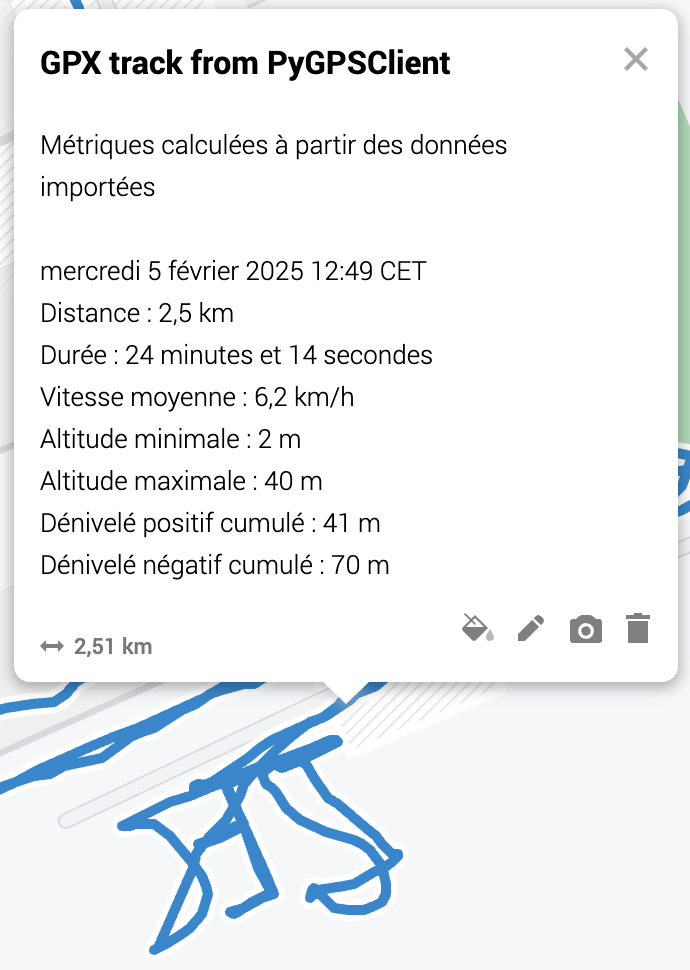 GPX track from PyGPSClient
Métriques calculées à partir des données
importées
mercredi 5 février 2025 12:49 CET
Distance : 2,5 km
Durée : 24 minutes et 14 secondes
Vitesse moyenne : 6,2 km/h
Altitude minimale : 2 m
Altitude maximale : 40 m
Dénivelé positif cumulé : 41 m
Dénivelé négatif cumulé : 70 m
2,51 km